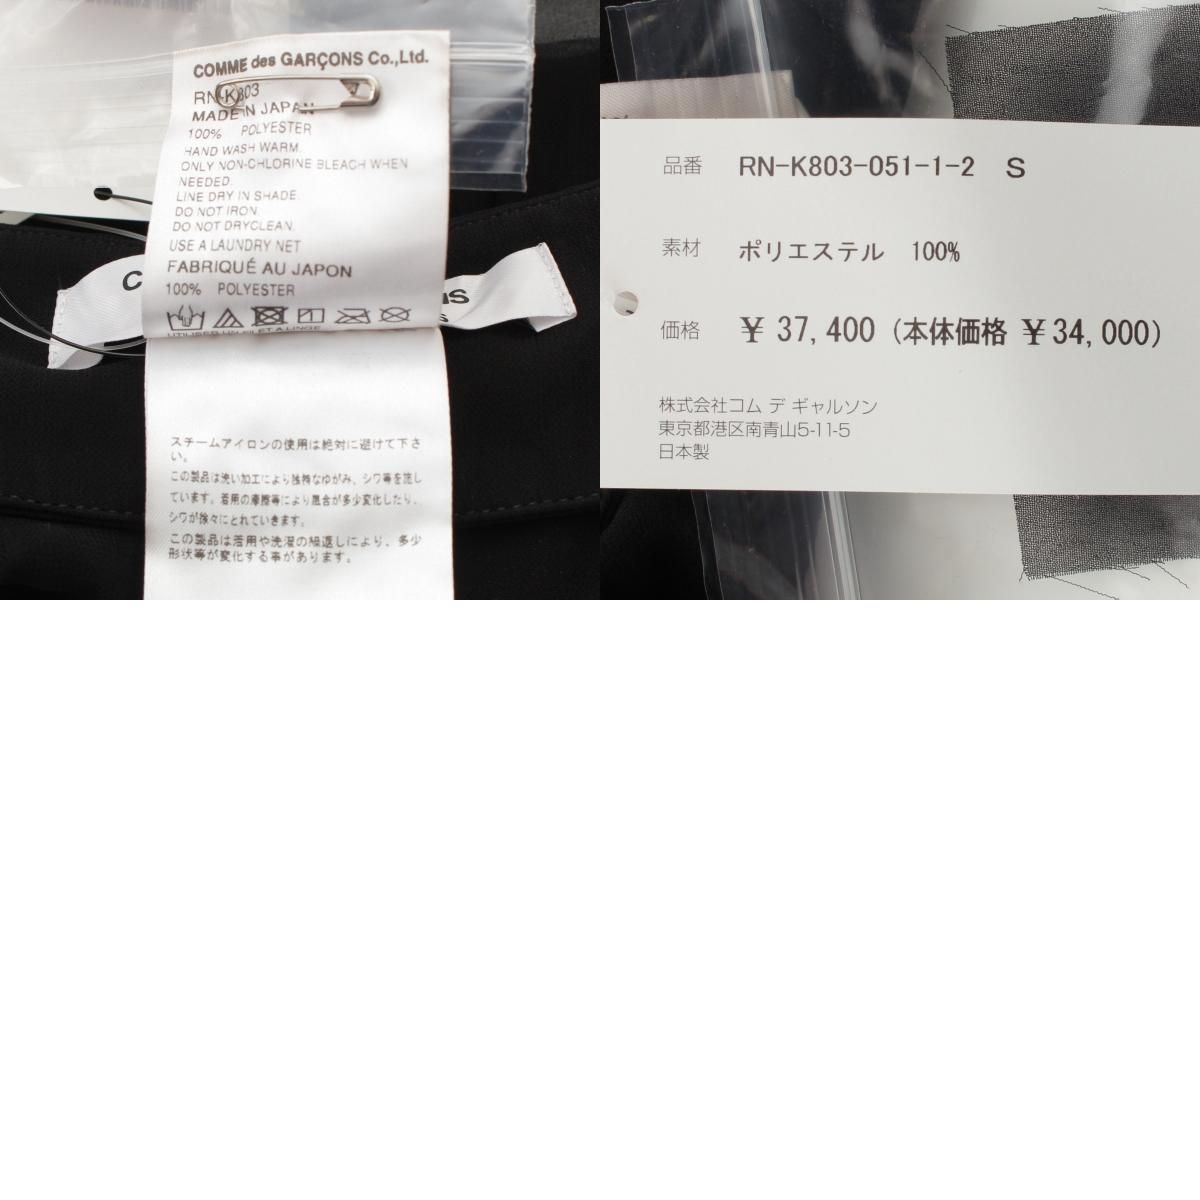 COMME des GARÇONS Co.,Ltd.
RN-K803
MADE IN JAPAN
100% POLYESTER
HAND WASH WARM.
ONLY NON-CHLORINE BLEACH WHEN
NEEDED.
LINE DRY IN SHADE.
DO NOT IRON.
DO NOT DRYCLEAN.
USE A LAUNDRY NET
FABRIQUÉ AU JAPON
100% POLYESTER
UTILISER UN FILET A LINGE
スチームアイロンの使用は絶対に避けて下さ
い。
この製品は洗い加工により独特なゆがみ、シワ等を施し
ています。着用の摩擦等により風合が多少変化したり、
シワが徐々にとれていきます。
この製品は着用や洗濯の繰返しにより、多少
形状等が変化する事があります。
品番 RN-K803-051-1-2 S
素材 ポリエステル 100%
価格 ¥ 37,400 (本体価格 ¥34,000)
株式会社コム デ ギャルソン
東京都港区南青山5-11-5
日本製